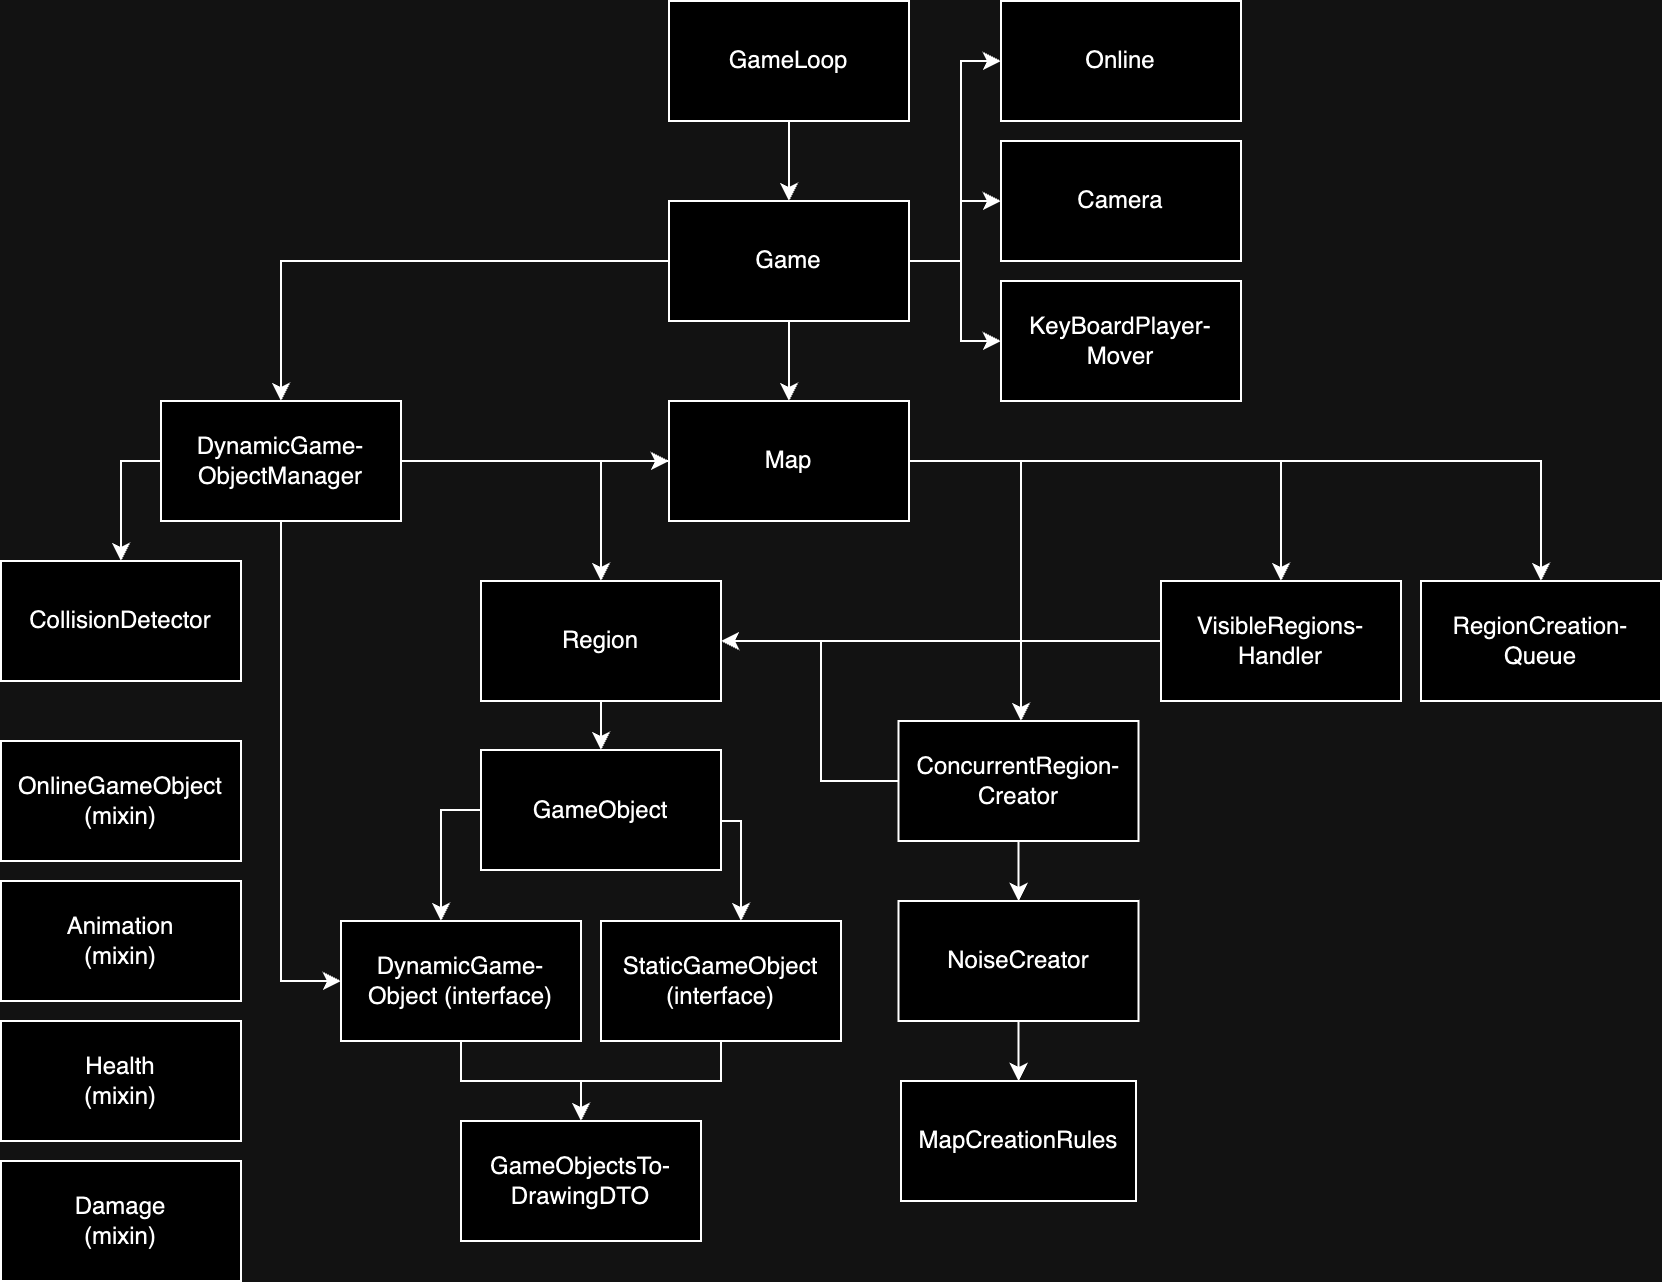 GameLoop
Online
Camera
Game
KeyBoardPlayer-
Mover
DynamicGame-
ObjectManager
Map
CollisionDetector
Region
VisibleRegions-
Handler
RegionCreation-
Queue
OnlineGameObject
(mixin)
GameObject
ConcurrentRegion-
Creator
Animation
(mixin)
DynamicGame-
Object (interface)
StaticGameObject
(interface)
NoiseCreator
Health
(mixin)
GameObjectsTo-
DrawingDTO
MapCreationRules
Damage
(mixin)